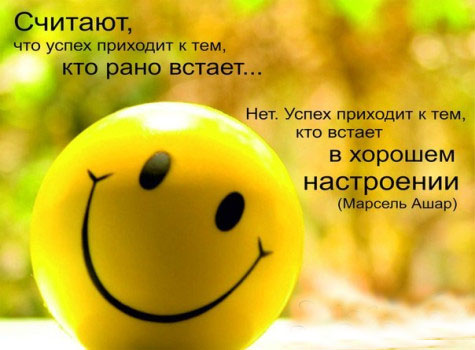 Считают,
что успех приходит к тем,
кто рано встает...
Нет. Успех приходит к тем,
кто встает
в хорошем
настроении
(Марсель Ашар)